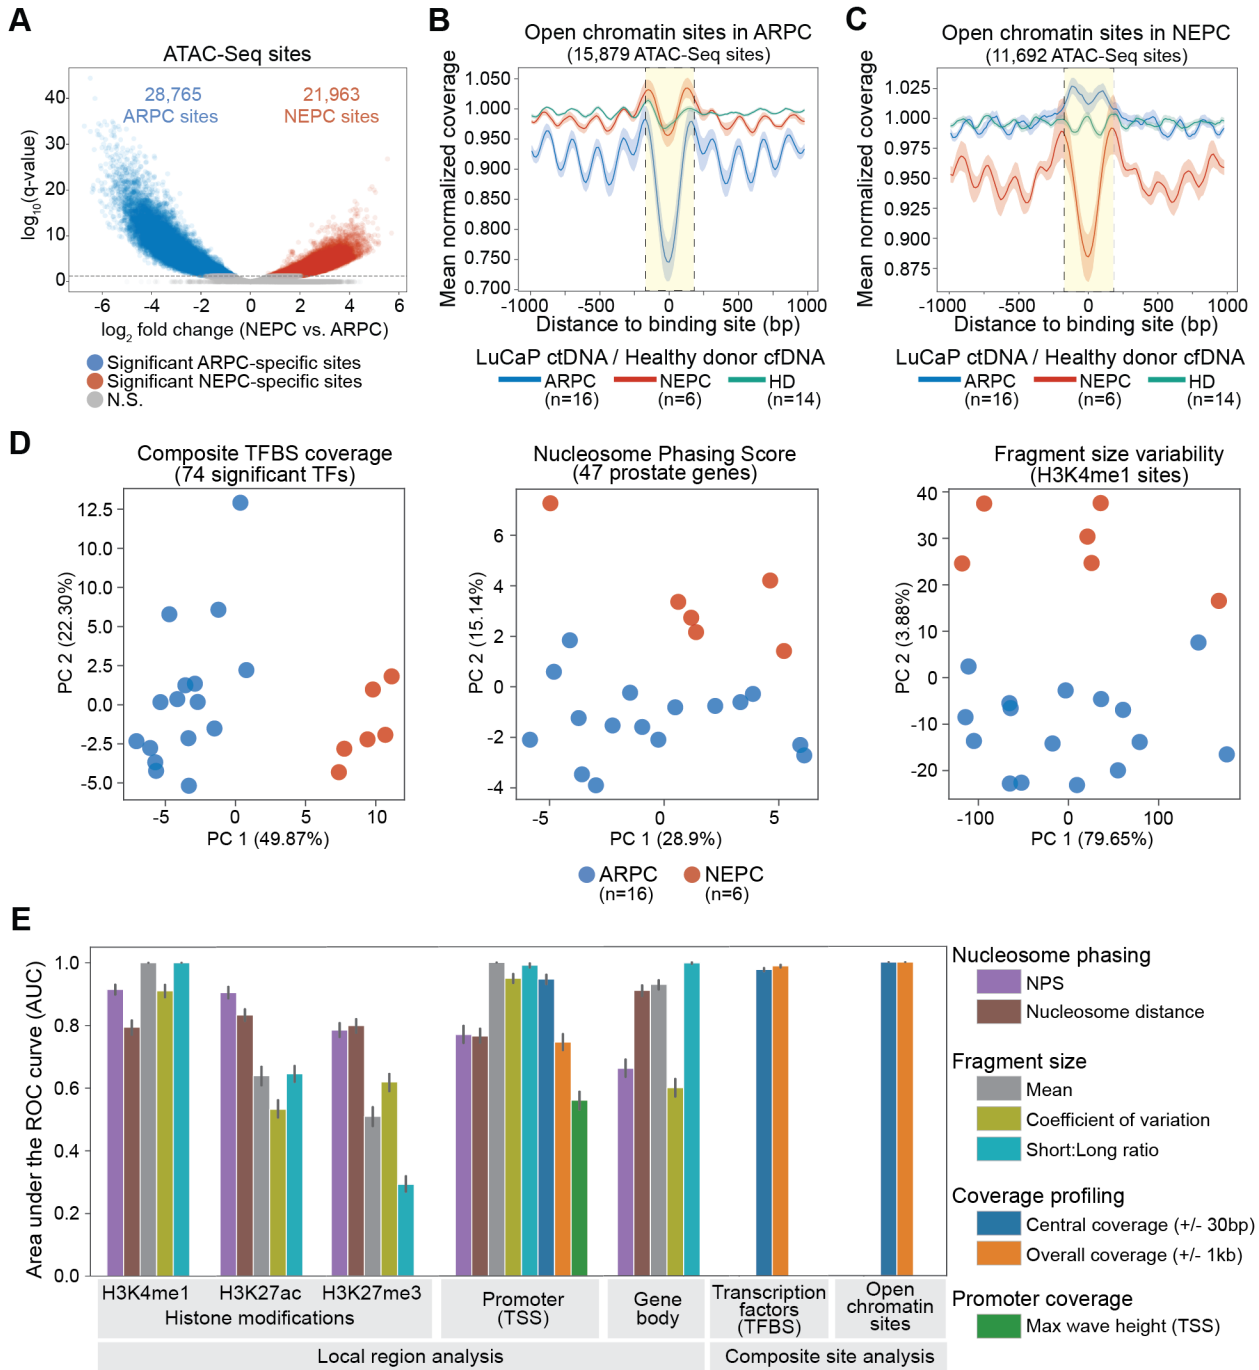 A
ATAC-Seq sites
28,765
ARPC sites
21,963
NEPC sites
log10(q-value)
40
30
20
10
0
-6
-4
-2
0
2
4
6
log2 fold change (NEPC vs. ARPC)
Significant ARPC-specific sites
Significant NEPC-specific sites
N.S.
B
Open chromatin sites in ARPC
(15,879 ATAC-Seq sites)
Mean normalized coverage
1.050
1.000
0.950
0.900
0.850
0.800
0.750
0.700
-1000
-500
0
500
1000
Distance to binding site (bp)
LuCaP ctDNA / Healthy donor cfDNA
ARPC
(n=16)
NEPC
(n=6)
HD
(n=14)
C
Open chromatin sites in NEPC
(11,692 ATAC-Seq sites)
Mean normalized coverage
1.025
1.000
0.975
0.950
0.925
0.900
0.875
-1000
-500
0
500
1000
Distance to binding site (bp)
LuCaP ctDNA / Healthy donor cfDNA
ARPC
(n=16)
NEPC
(n=6)
HD
(n=14)
D
Composite TFBS coverage
(74 significant TFs)
PC 2 (22.30%)
12.5
10.0
10.0
5.0
2.5
0.0
-2.5
-5.0
-5
0
5
10
PC 1 (49.87%)
Nucleosome Phasing Score
(47 prostate genes)
PC 2 (15.14%)
6
4
2
0
-2
-4
-5
0
5
PC 1 (28.9%)
Fragment size variability
(H3K4me1 sites)
PC 2 (3.88%)
40
30
20
0
-10
-20
-100
0
100
PC 1 (79.65%)
ARPC
(n=16)
NEPC
(n=6)
E
Area under the ROC curve (AUC)
1.0
0.8
0.6
0.4
0.2
0.0
H3K4me1
H3K27ac
H3K27me3
Histone modifications
Promoter
(TSS)
Gene
body
Transcription
factors
(TFBS)
Open
chromatin
sites
Local region analysis
Composite site analysis
Nucleosome phasing
NPS
Nucleosome distance
Fragment size
Mean
Coefficient of variation
Short:Long ratio
Coverage profiling
Central coverage (+/- 30bp)
Overall coverage (+/- 1kb)
Promoter coverage
Max wave height (TSS)